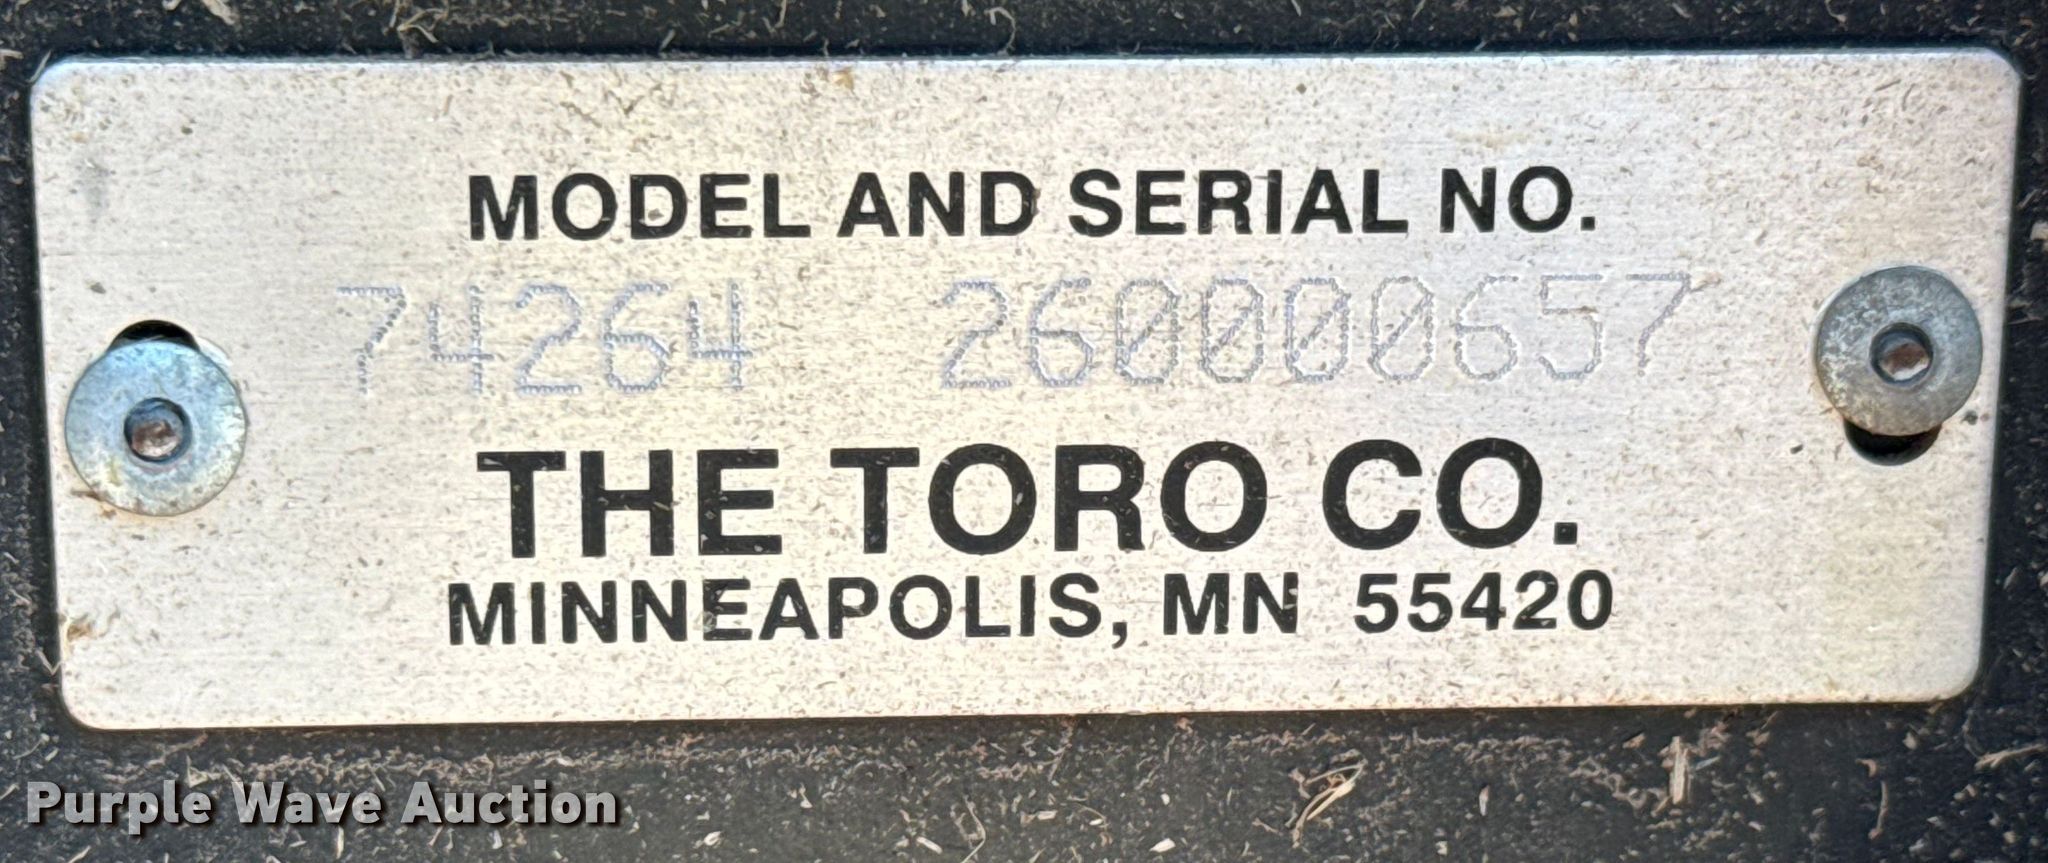 MODEL AND SERIAL NO.
74264 260000657
THE TORO CO.
MINNEAPOLIS, MN 55420
Purple Wave Auction